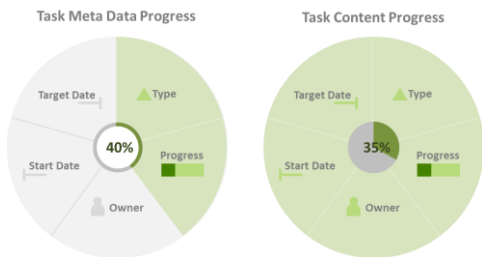 Task Meta Data Progress
Target Date
Type
40%
Start Date
Progress
Owner
Task Content Progress
Target Date
Type
35%
Start Date
Progress
Owner